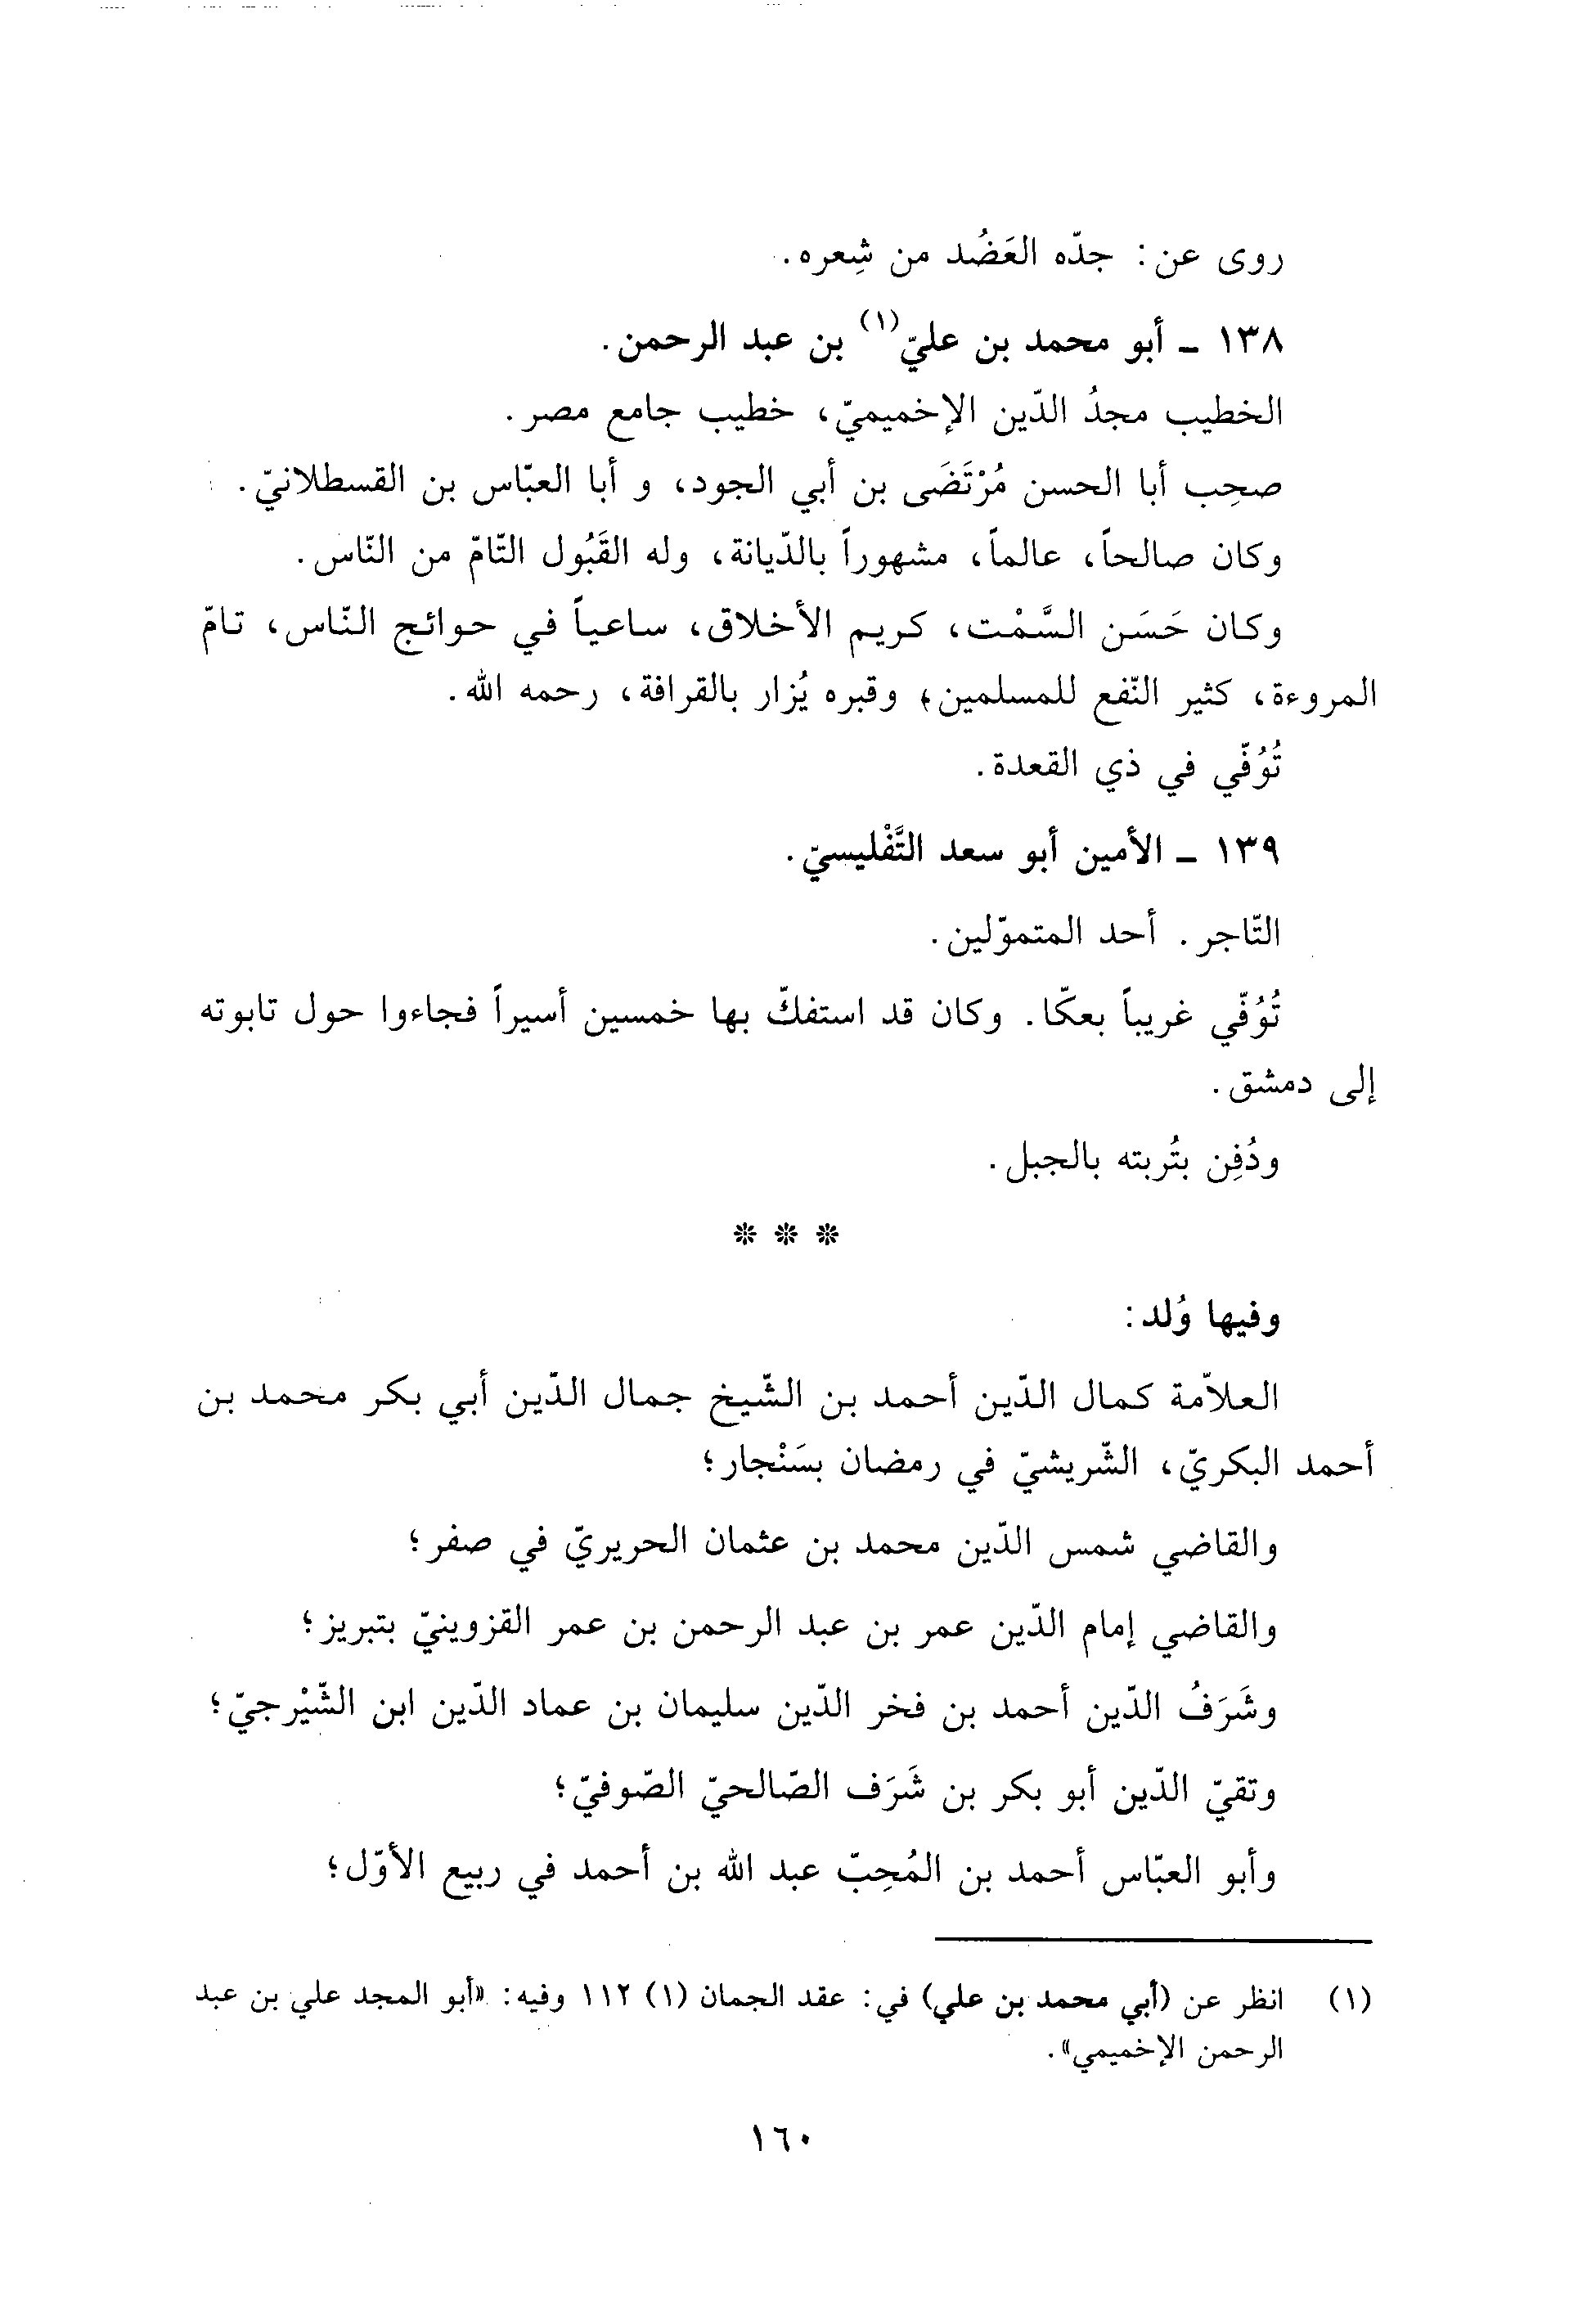 روى عن: جدّه العَضُد من شِعره.
١٣٨ ـ أبو محمد بن عليّ(١) بن عبد الرحمن.
الخطيب مجدُ الدّين الإخميميّ، خطيب جامع مصر.
صحِب أبا الحسن مُرْتَضَى بن أبي الجود، و أبا العبّاس بن القسطلانيّ.
وكان صالحاً، عالماً، مشهوراً بالدّيانة، وله القَبُول التّامّ من النّاس.
وكان حَسَن السَّمْت، كريم الأخلاق، ساعياً في حوائج النّاس، تامّ
المروءة، كثير النّفع للمسلمين، وقبره يُزار بالقرافة، رحمه الله.
تُوُفّي في ذي القعدة.
١٣٩ ـ الأمين أبو سعد التَّفْليسيّ.
التّاجر. أحد المتموّلين.
تُوُفّي غريباً بعكّا. وكان قد استفكّ بها خمسين أسيراً فجاءوا حول تابوته
إلى دمشق.
ودُفِن بتُربته بالجبل.
* * *
وفيها وُلد:
العلاّمة كمال الدّين أحمد بن الشّيخ جمال الدّين أبي بكر محمد بن
أحمد البكريّ، الشّريشيّ في رمضان بسَنْجار؛
والقاضي شمس الدّين محمد بن عثمان الحريريّ في صفر؛
والقاضي إمام الدّين عمر بن عبد الرحمن بن عمر القزوينيّ بتبريز؛
وشَرَفُ الدّين أحمد بن فخر الدّين سليمان بن عماد الدّين ابن الشّيْرجيّ؛
وتقيّ الدّين أبو بكر بن شَرَف الصّالحيّ الصّوفيّ؛
وأبو العبّاس أحمد بن المُحِبّ عبد الله بن أحمد في ربيع الأوّل؛
(١) انظر عن (أبي محمد بن علي) في: عقد الجمان (١) ١١٢ وفيه: «أبو المجد علي بن عبد
الرحمن الإخميمي».
١٦٠